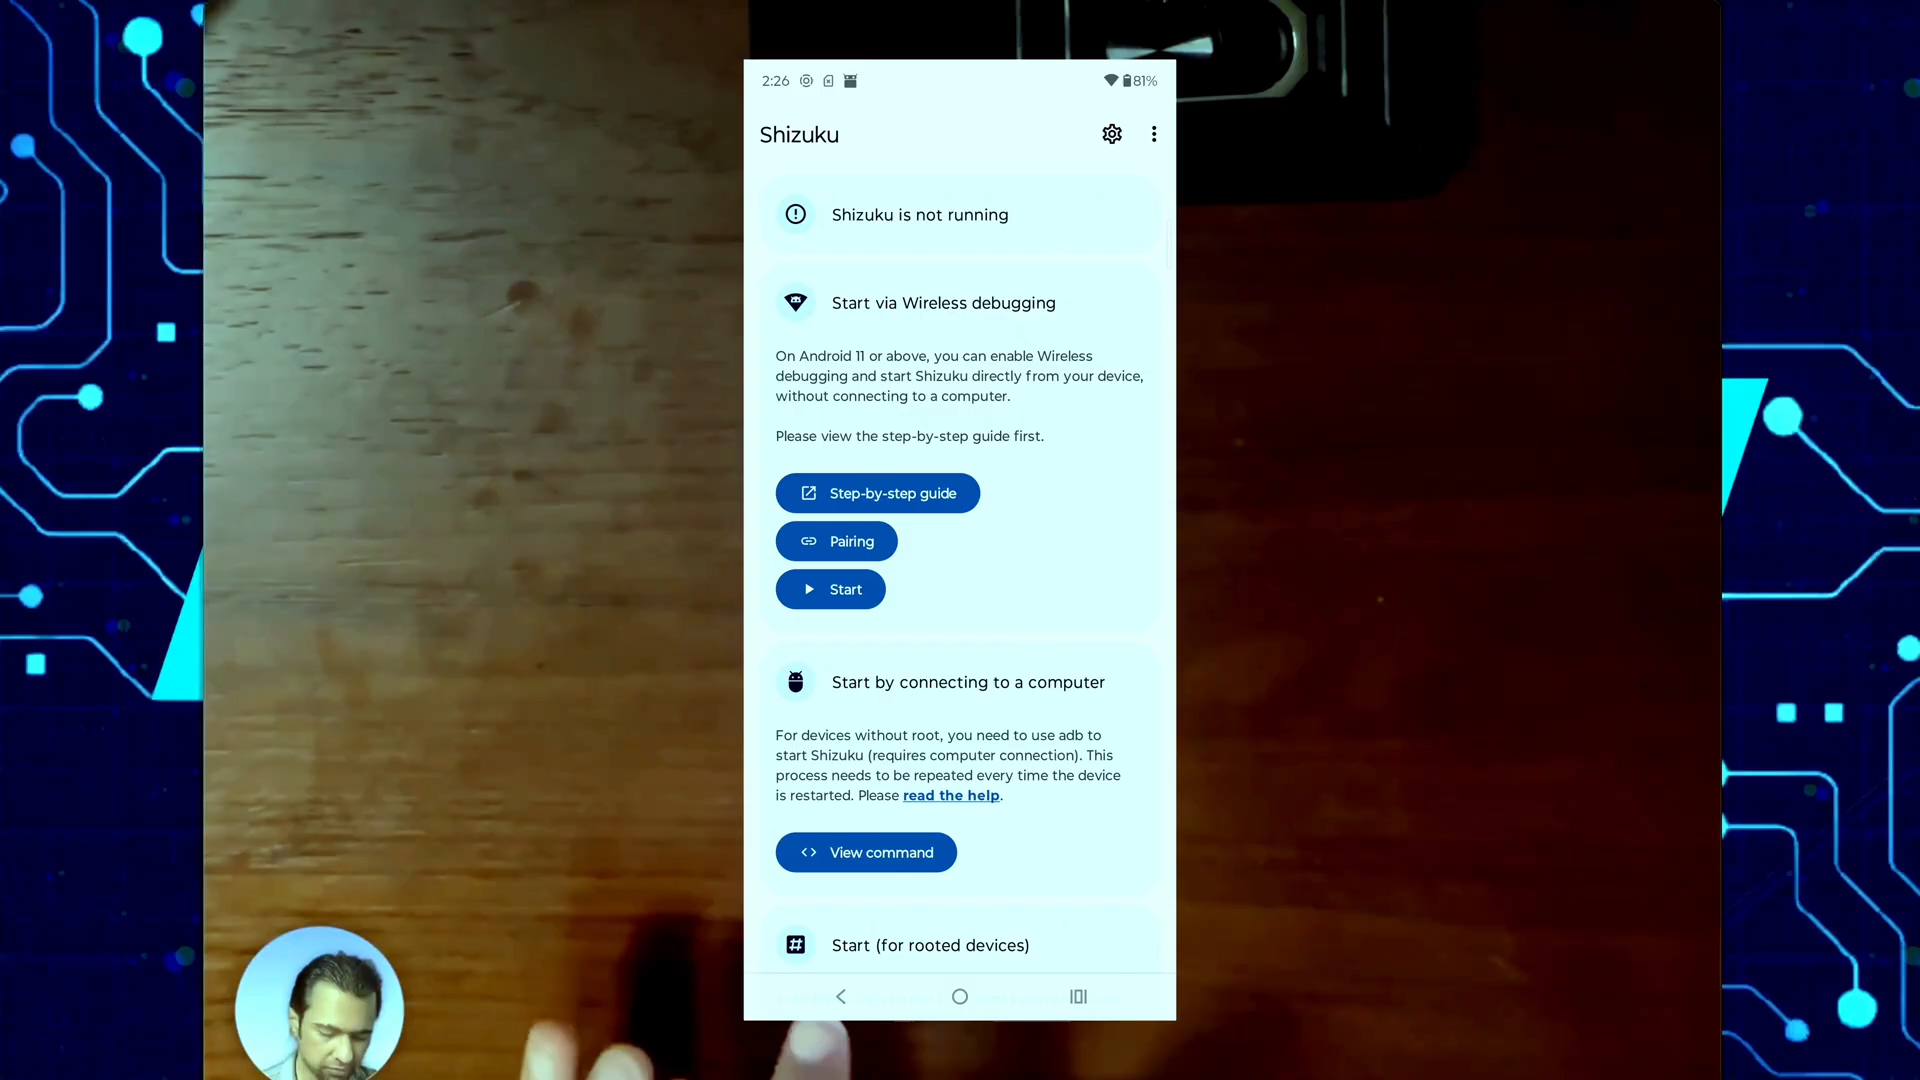 2:26
81%
Shizuku
Shizuku is not running
Start via Wireless debugging
On Android 11 or above, you can enable Wireless
debugging and start Shizuku directly from your device,
without connecting to a computer.
Please view the step-by-step guide first.
Step-by-step guide
Pairing
Start
Start by connecting to a computer
For devices without root, you need to use adb to
start Shizuku (requires computer connection). This
process needs to be repeated every time the device
is restarted. Please read the help.
View command
Start (for rooted devices)